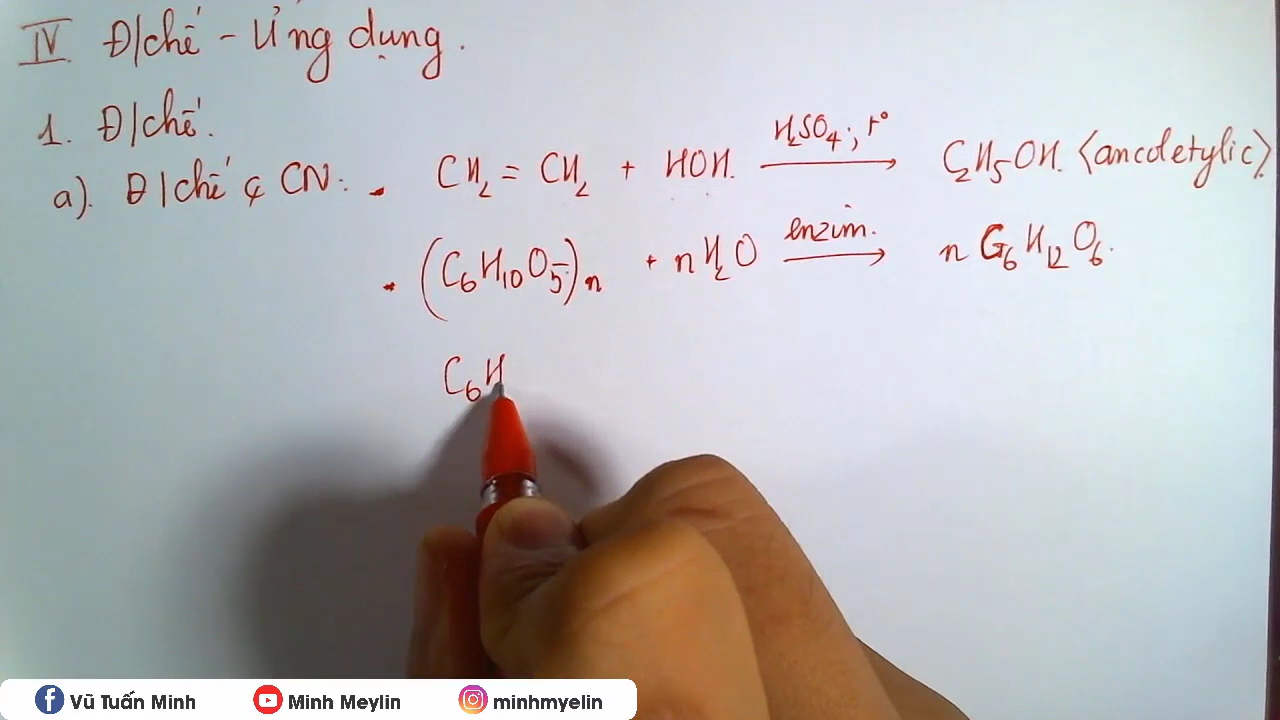 IV Đ/chế - Ứng dụng.
1. Đ/chế.
a). Đ/chế ç CN:
• CH₂ = CH₂ + HOH. H₂SO₄; t° → C₂H₅OH. (ancoletylic).
• (C₆H₁₀O₅)n + nH₂O enzim. → n C₆H₁₂O₆.
C₆H
Vũ Tuấn Minh Minh Meylin minhmyelin